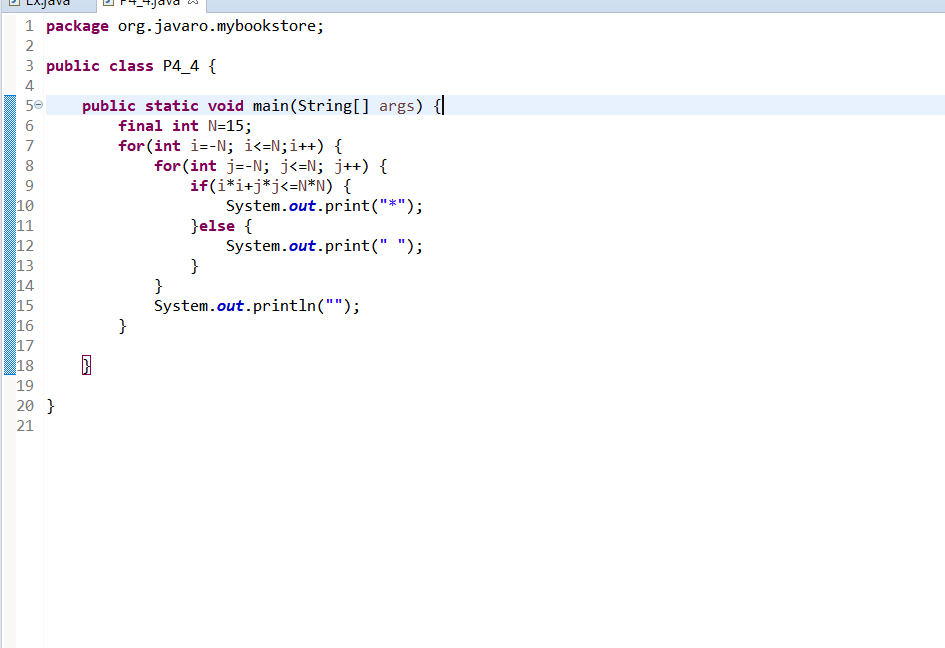 Ex.java P4_4.java
1 package org.javaro.mybookstore;
2
3 public class P4_4 {
4
5 public static void main(String[] args) {
6 final int N=15;
7 for(int i=-N; i<=N;i++) {
8 for(int j=-N; j<=N; j++) {
9 if(i*i+j*j<=N*N) {
10 System.out.print("*");
11 }else {
12 System.out.print(" ");
13 }
14 }
15 System.out.println("");
16 }
17
18 }
19
20 }
21